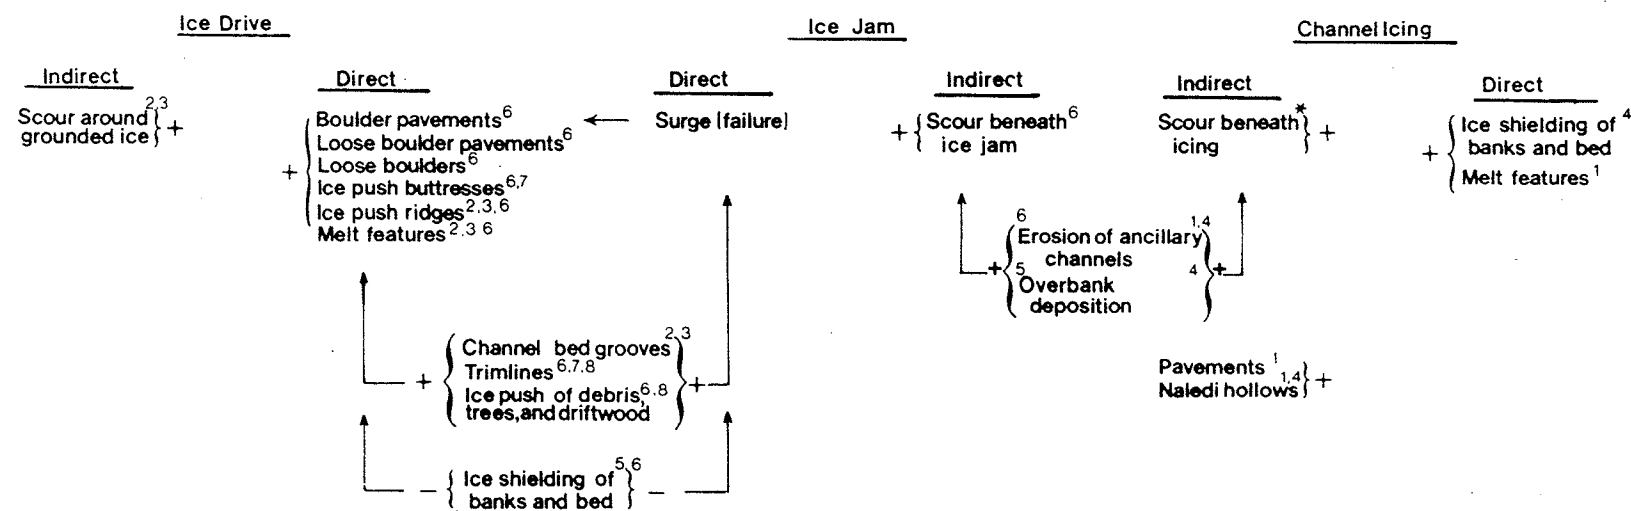 Ice Drive
Ice Jam
Channel Icing
Indirect
Direct
Direct
Indirect
Indirect
Direct
Scour around 2,3
grounded ice } +
+ { Boulder pavements 6
Loose boulder pavements 6
Loose boulders 6
Ice push buttresses 6,7
Ice push ridges 2,3,6
Melt features 2,3 6
← Surge (failure)
+ { Scour beneath 6
ice jam
Scour beneath * } +
icing
+ { Ice shielding of 4
banks and bed
Melt features 1
6 Erosion of ancillary 1,4
channels
+ { 5 Overbank 4 } +
deposition
Channel bed grooves 2,3
+ { Trimlines 6,7,8 } +
Ice push of debris, 6,8
trees, and driftwood
Pavements 1
Naledi hollows 1,4 } +
– { Ice shielding of 5,6 } –
banks and bed